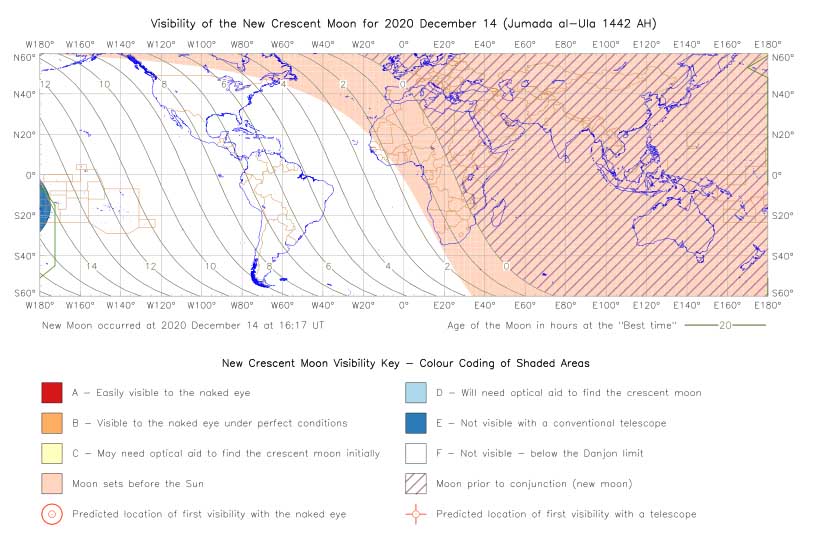 Visibility of the New Crescent Moon for 2020 December 14 (Jumada al-Ula 1442 AH)
W180° W160° W140° W120° W100° W80° W60° W40° W20° 0° E20° E40° E60° E80° E100° E120° E140° E160° E180°
N60° N60°
12 10 8 6 4 2 0
N40° N40°
N20° N20°
0° 0°
S20° S20°
S40° S40°
14 12 10 8 6 4 2 0
S60° S60°
W180° W160° W140° W120° W100° W80° W60° W40° W20° 0° E20° E40° E60° E80° E100° E120° E140° E160° E180°
New Moon occurred at 2020 December 14 at 16:17 UT
Age of the Moon in hours at the "Best time" 20
New Crescent Moon Visibility Key - Colour Coding of Shaded Areas
A - Easily visible to the naked eye
D - Will need optical aid to find the crescent moon
B - Visible to the naked eye under perfect conditions
E - Not visible with a conventional telescope
C - May need optical aid to find the crescent moon initially
F - Not visible - below the Danjon limit
Moon sets before the Sun
Moon prior to conjunction (new moon)
Predicted location of first visibility with the naked eye
Predicted location of first visibility with a telescope